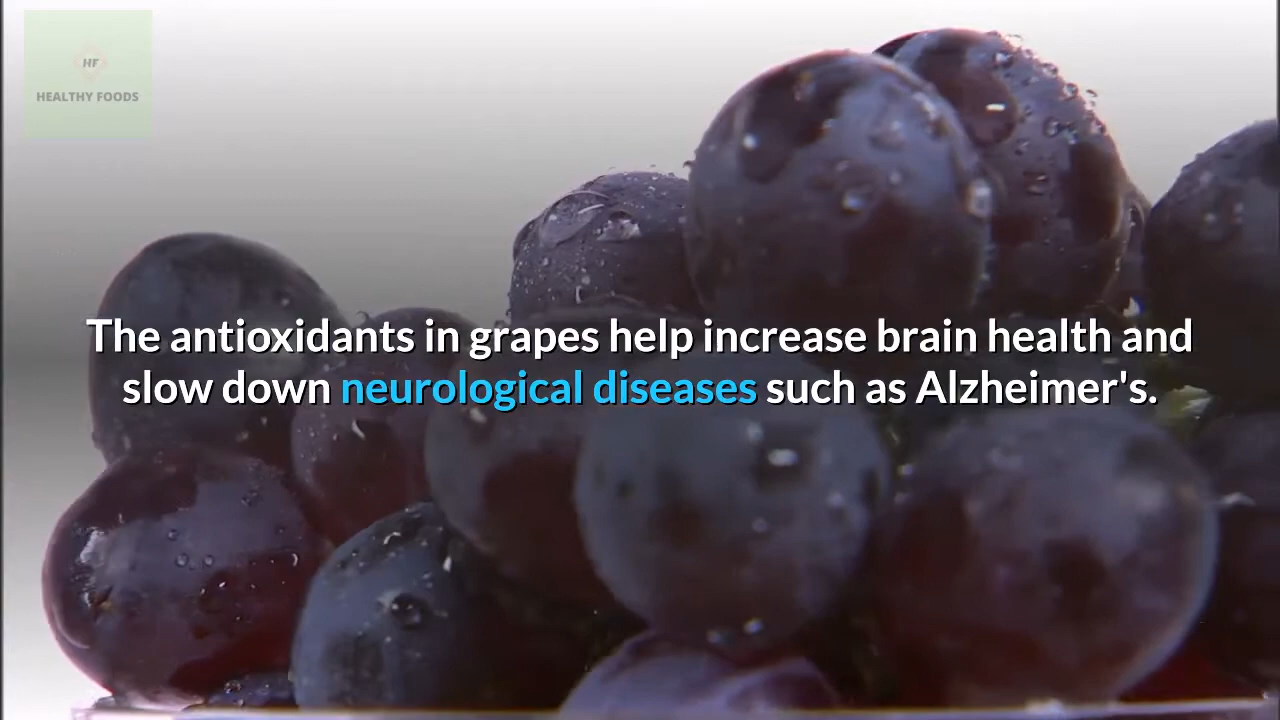 HF
HEALTHY FOODS
The antioxidants in grapes help increase brain health and
slow down neurological diseases such as Alzheimer's.